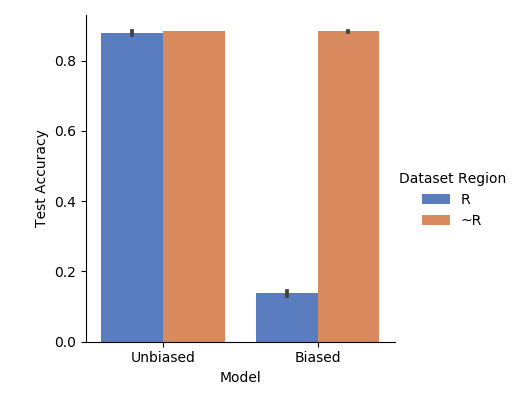 0.8
0.6
0.4
0.2
0.0
Test Accuracy
Unbiased
Biased
Model
Dataset Region
R
~R